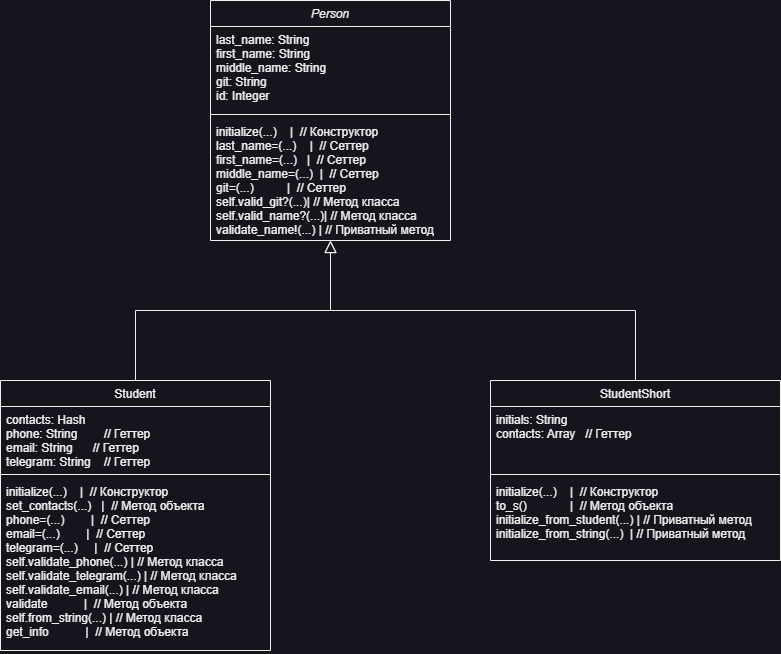 Person
last_name: String
first_name: String
middle_name: String
git: String
id: Integer
initialize(...) | // Конструктор
last_name=(...) | // Сеттер
first_name=(...) | // Сеттер
middle_name=(...) | // Сеттер
git=(...) | // Сеттер
self.valid_git?(...)| // Метод класса
self.valid_name?(...)| // Метод класса
validate_name!(...) | // Приватный метод
Student
contacts: Hash
phone: String // Геттер
email: String // Геттер
telegram: String // Геттер
initialize(...) | // Конструктор
set_contacts(...) | // Метод объекта
phone=(...) | // Сеттер
email=(...) | // Сеттер
telegram=(...) | // Сеттер
self.validate_phone(...) | // Метод класса
self.validate_telegram(...) | // Метод класса
self.validate_email(...) | // Метод класса
validate | // Метод объекта
self.from_string(...) | // Метод класса
get_info | // Метод объекта
StudentShort
initials: String
contacts: Array // Геттер
initialize(...) | // Конструктор
to_s() | // Метод объекта
initialize_from_student(...) | // Приватный метод
initialize_from_string(...) | // Приватный метод